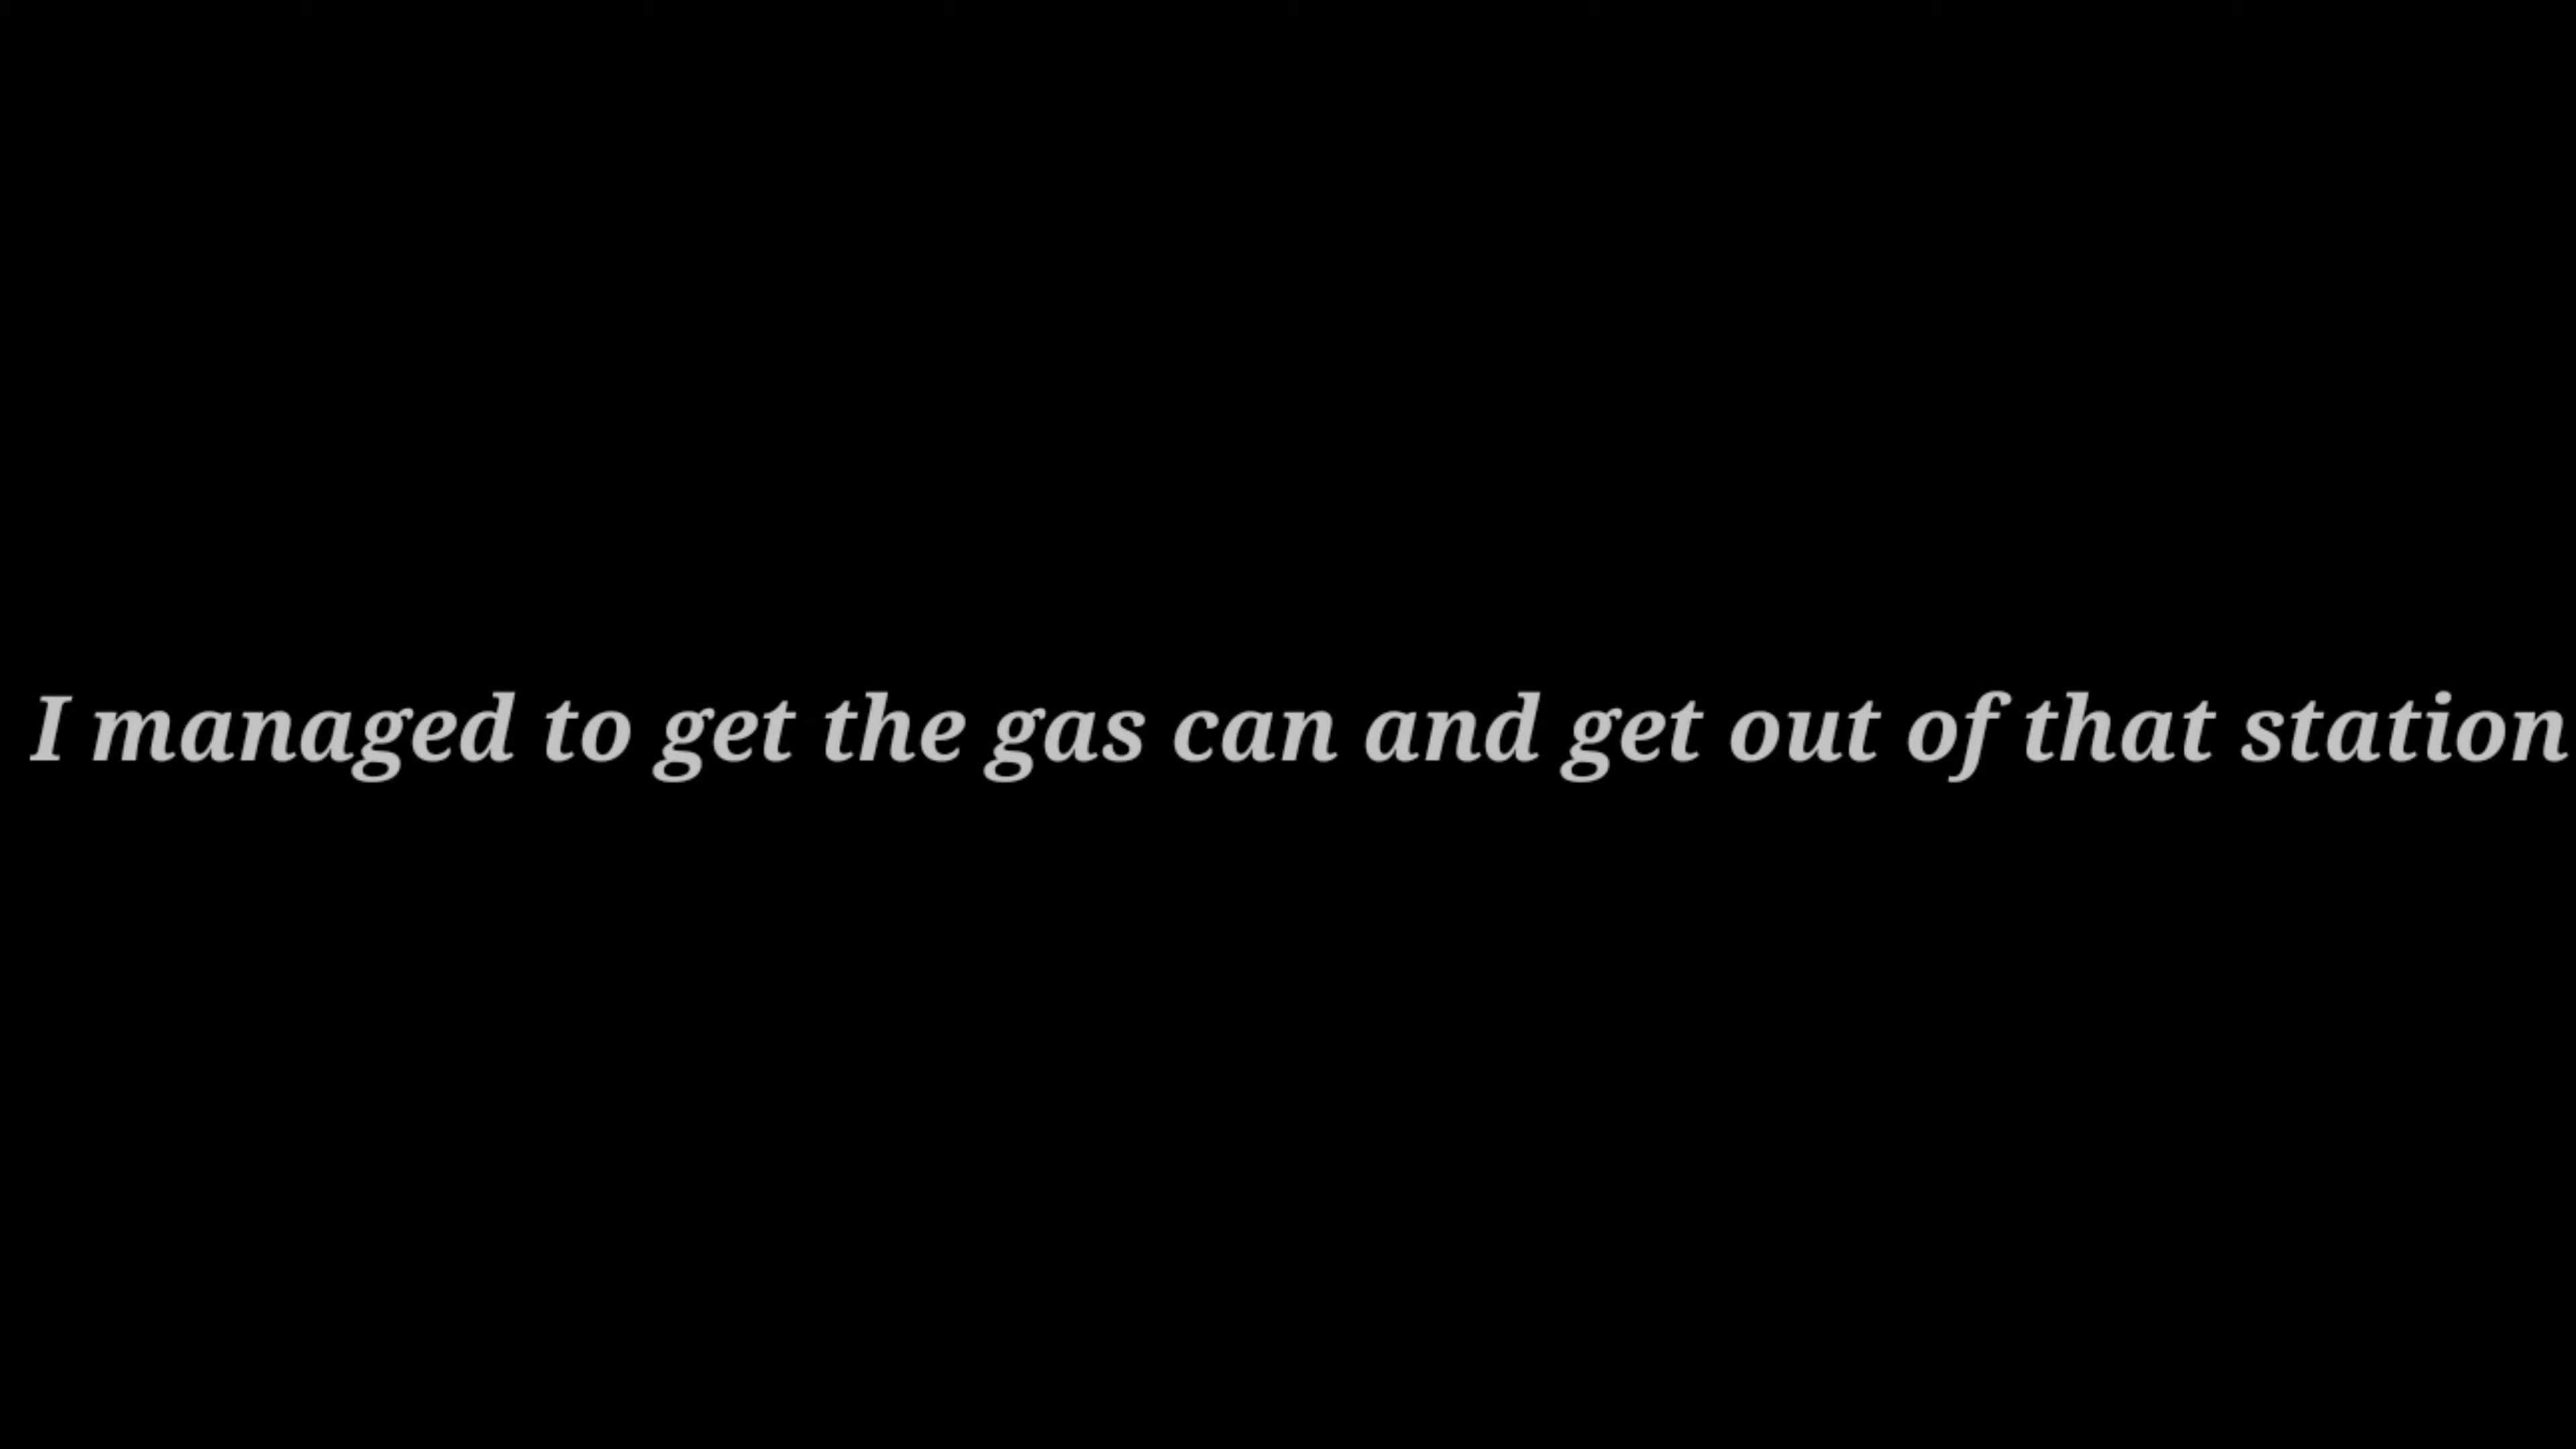 I managed to get the gas can and get out of that station